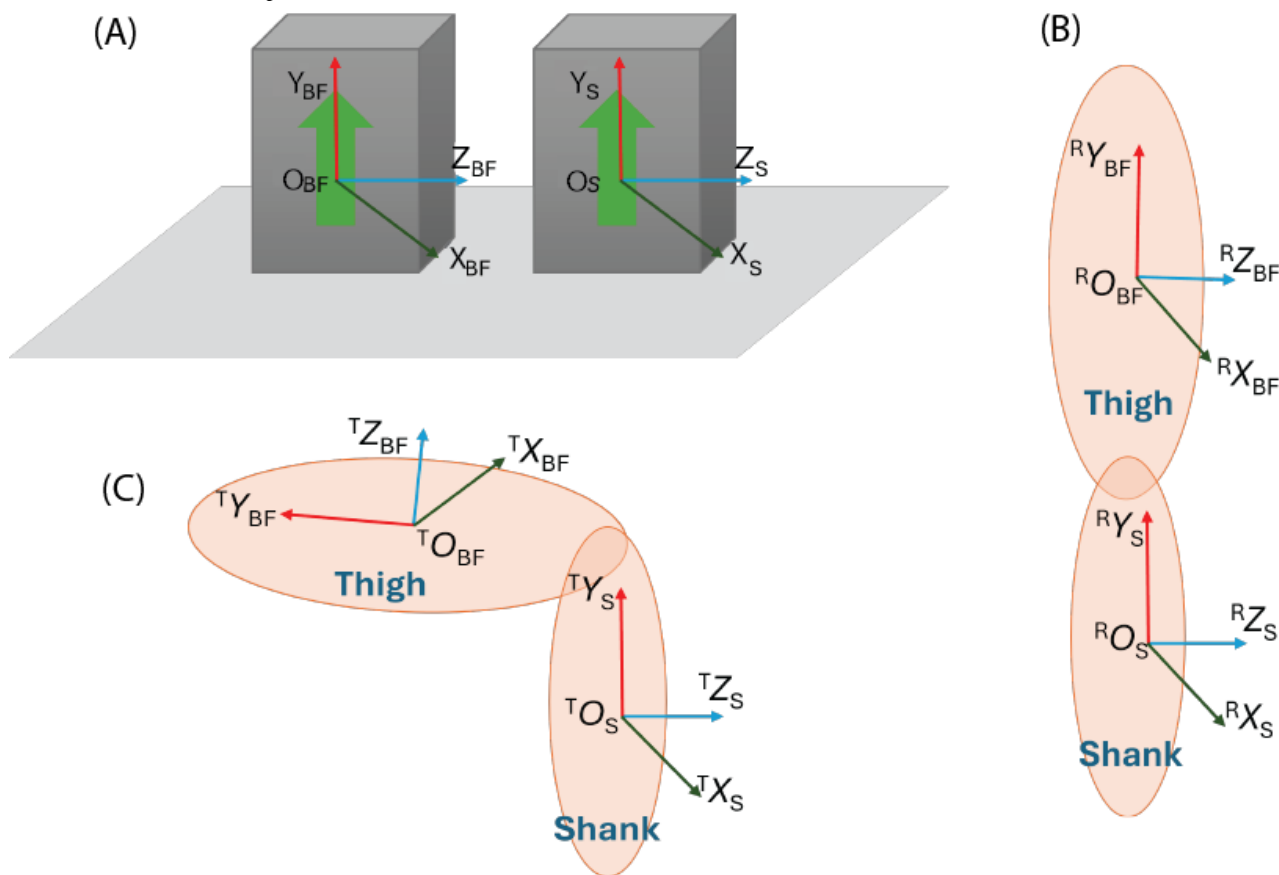 (A)
Y_BF
O_BF
Z_BF
X_BF
Y_S
O_S
Z_S
X_S
(B)
^RY_BF
^RO_BF
^RZ_BF
^RX_BF
Thigh
^RY_S
^RO_S
^RZ_S
^RX_S
Shank
(C)
^TZ_BF
^TX_BF
^TY_BF
^TO_BF
Thigh
^TY_S
^TO_S
^TZ_S
^TX_S
Shank